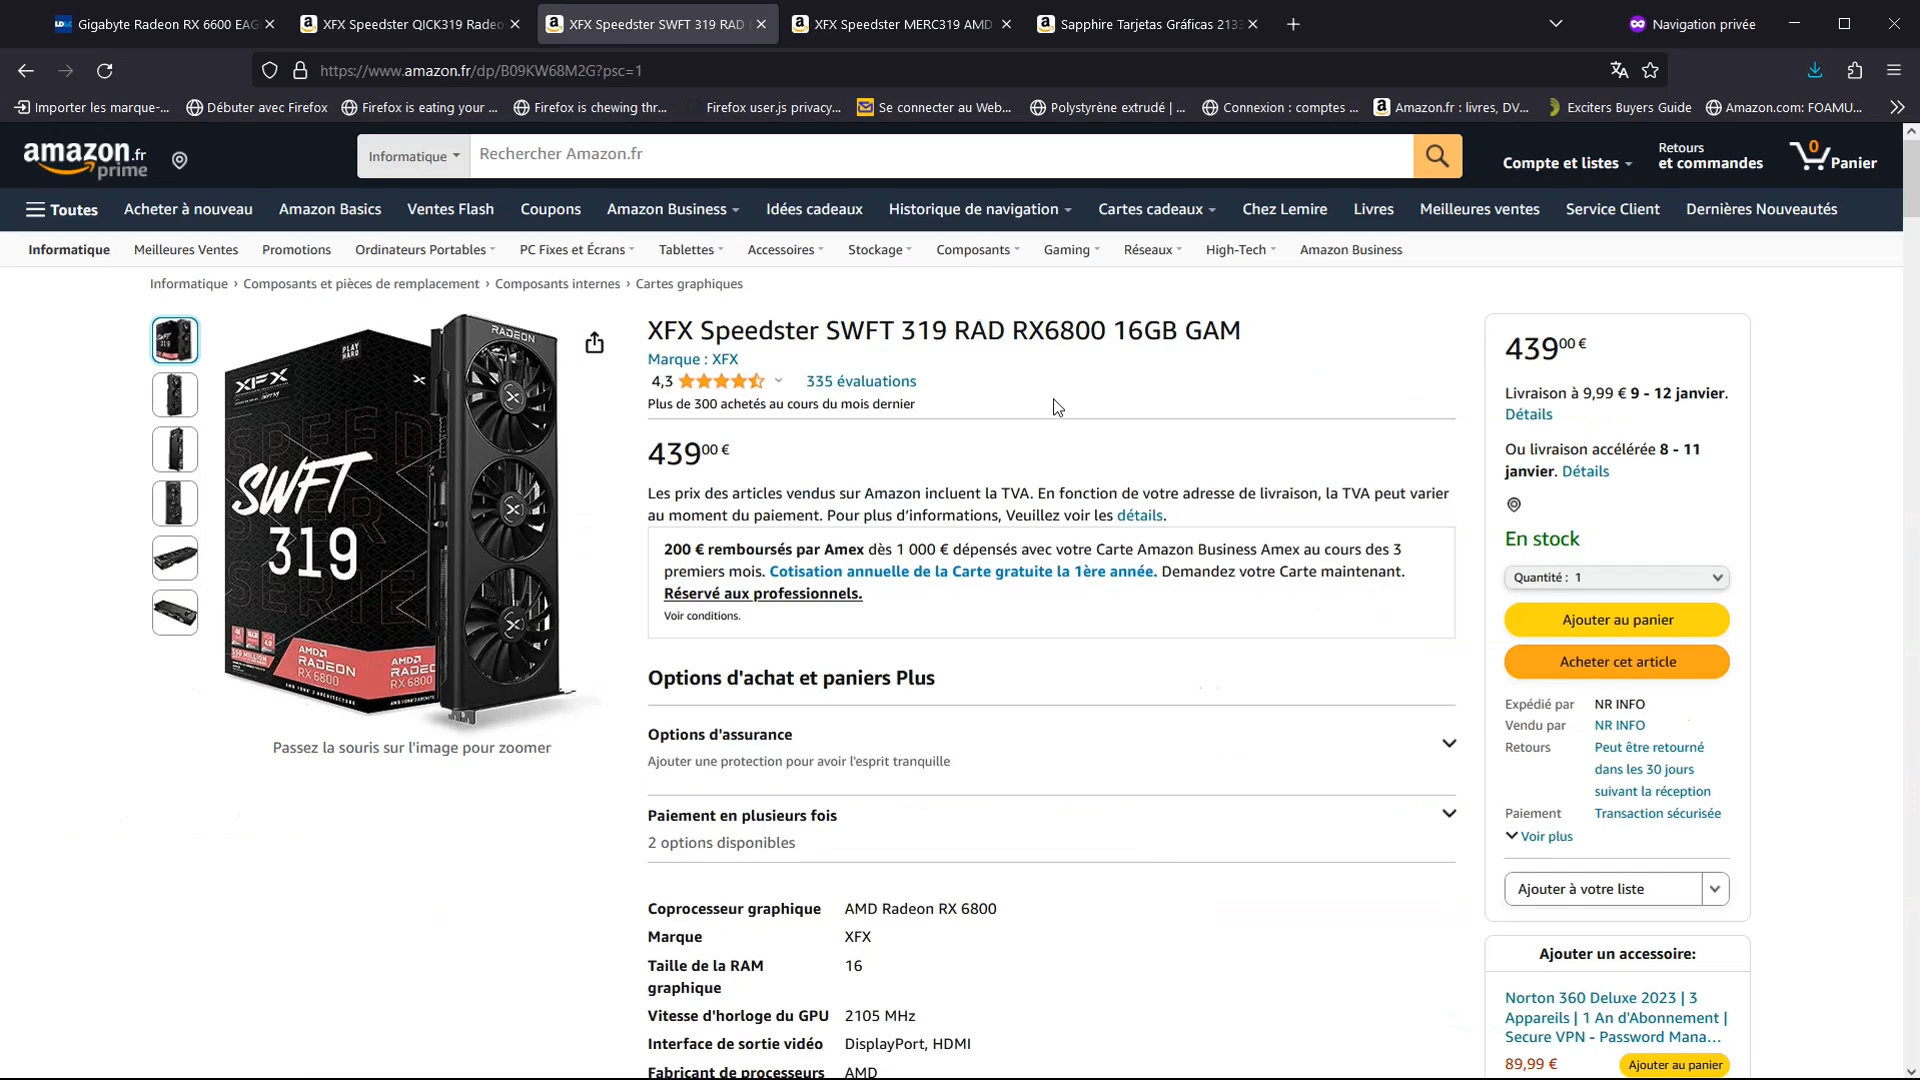 Gigabyte Radeon RX 6600 EAG
XFX Speedster QICK319 Radeo
XFX Speedster SWFT 319 RAD
XFX Speedster MERC319 AMD
Sapphire Tarjetas Gráficas 2133
Navigation privée
https://www.amazon.fr/dp/B09KW68M2G?psc=1
Importer les marque-...
Débuter avec Firefox
Firefox is eating your ...
Firefox is chewing thr...
Firefox user.js privacy...
Se connecter au Web...
Polystyrène extrudé | ...
Connexion : comptes ...
Amazon.fr : livres, DV...
Exciters Buyers Guide
Amazon.com: FOAMU...
amazon.fr
prime
Informatique
Rechercher Amazon.fr
Compte et listes
Retours
et commandes
0
Panier
Toutes
Acheter à nouveau
Amazon Basics
Ventes Flash
Coupons
Amazon Business
Idées cadeaux
Historique de navigation
Cartes cadeaux
Chez Lemire
Livres
Meilleures ventes
Service Client
Dernières Nouveautés
Informatique
Meilleures Ventes
Promotions
Ordinateurs Portables
PC Fixes et Écrans
Tablettes
Accessoires
Stockage
Composants
Gaming
Réseaux
High-Tech
Amazon Business
Informatique › Composants et pièces de remplacement › Composants internes › Cartes graphiques
RADEON
PLAY
HARD
XFX
SPEED
SERIE
SWFT
319
AMD
RADEON
RX 6800
AMD
RADE
RX 6800
Passez la souris sur l'image pour zoomer
XFX Speedster SWFT 319 RAD RX6800 16GB GAM
Marque : XFX
4,3
335 évaluations
Plus de 300 achetés au cours du mois dernier
439,00 €
Les prix des articles vendus sur Amazon incluent la TVA. En fonction de votre adresse de livraison, la TVA peut varier
au moment du paiement. Pour plus d’informations, Veuillez voir les détails.
200 € remboursés par Amex dès 1 000 € dépensés avec votre Carte Amazon Business Amex au cours des 3
premiers mois. Cotisation annuelle de la Carte gratuite la 1ère année. Demandez votre Carte maintenant.
Réservé aux professionnels.
Voir conditions.
Options d'achat et paniers Plus
Options d'assurance
Ajouter une protection pour avoir l'esprit tranquille
Paiement en plusieurs fois
2 options disponibles
Coprocesseur graphique AMD Radeon RX 6800
Marque XFX
Taille de la RAM 16
graphique
Vitesse d'horloge du GPU 2105 MHz
Interface de sortie vidéo DisplayPort, HDMI
Fabricant de processeurs AMD
439 00 €
Livraison à 9,99 € 9 - 12 janvier.
Détails
Ou livraison accélérée 8 - 11
janvier. Détails
En stock
Quantité : 1
Ajouter au panier
Acheter cet article
Expédié par NR INFO
Vendu par NR INFO
Retours Peut être retourné
dans les 30 jours
suivant la réception
Paiement Transaction sécurisée
Voir plus
Ajouter à votre liste
Ajouter un accessoire:
Norton 360 Deluxe 2023 | 3
Appareils | 1 An d'Abonnement |
Secure VPN - Password Mana...
89,99 €
Ajouter au panier